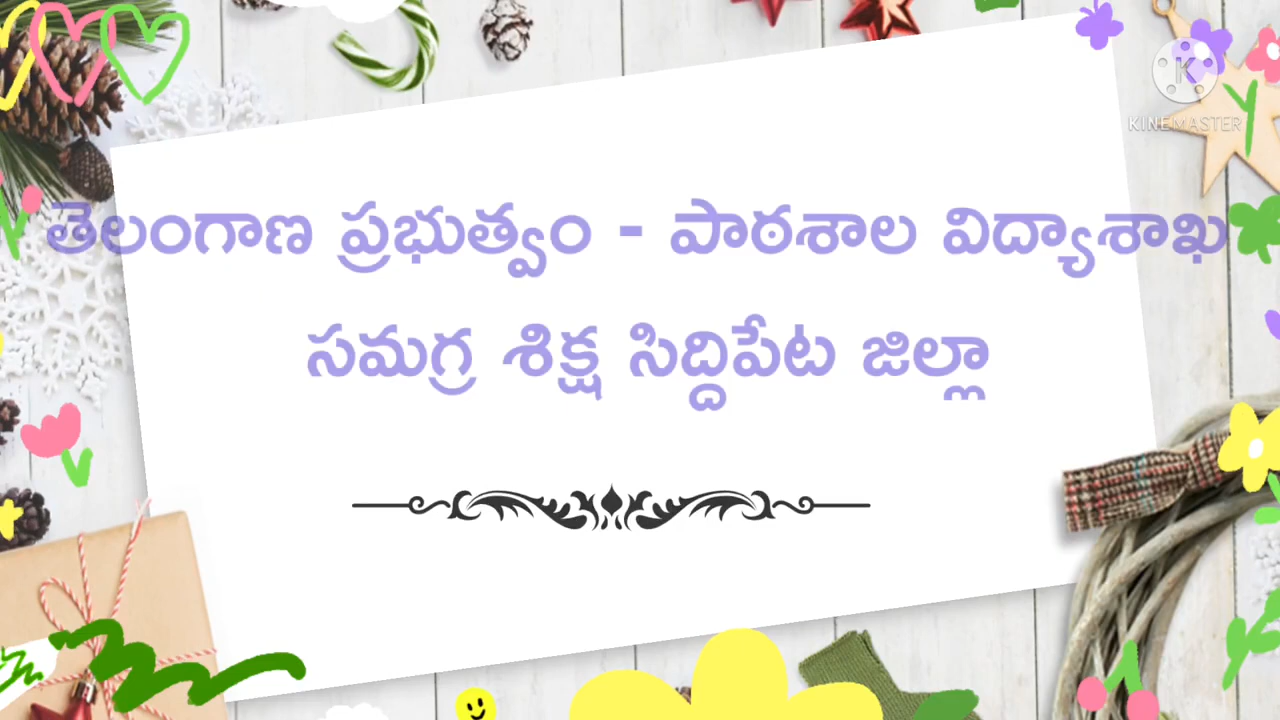 తెలంగాణ ప్రభుత్వం - పాఠశాల విద్యాశాఖ
సమగ్ర శిక్ష సిద్దిపేట జిల్లా
K
KINEMASTER